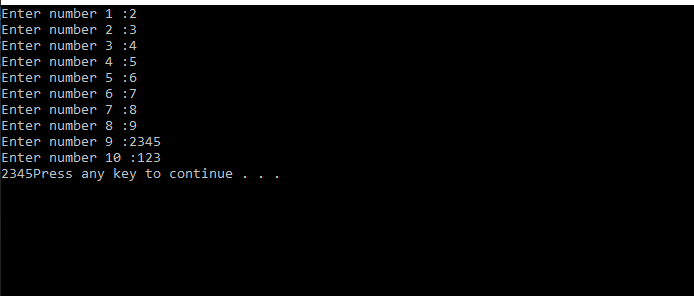 Enter number 1 :2
Enter number 2 :3
Enter number 3 :4
Enter number 4 :5
Enter number 5 :6
Enter number 6 :7
Enter number 7 :8
Enter number 8 :9
Enter number 9 :2345
Enter number 10 :123
2345Press any key to continue . . .